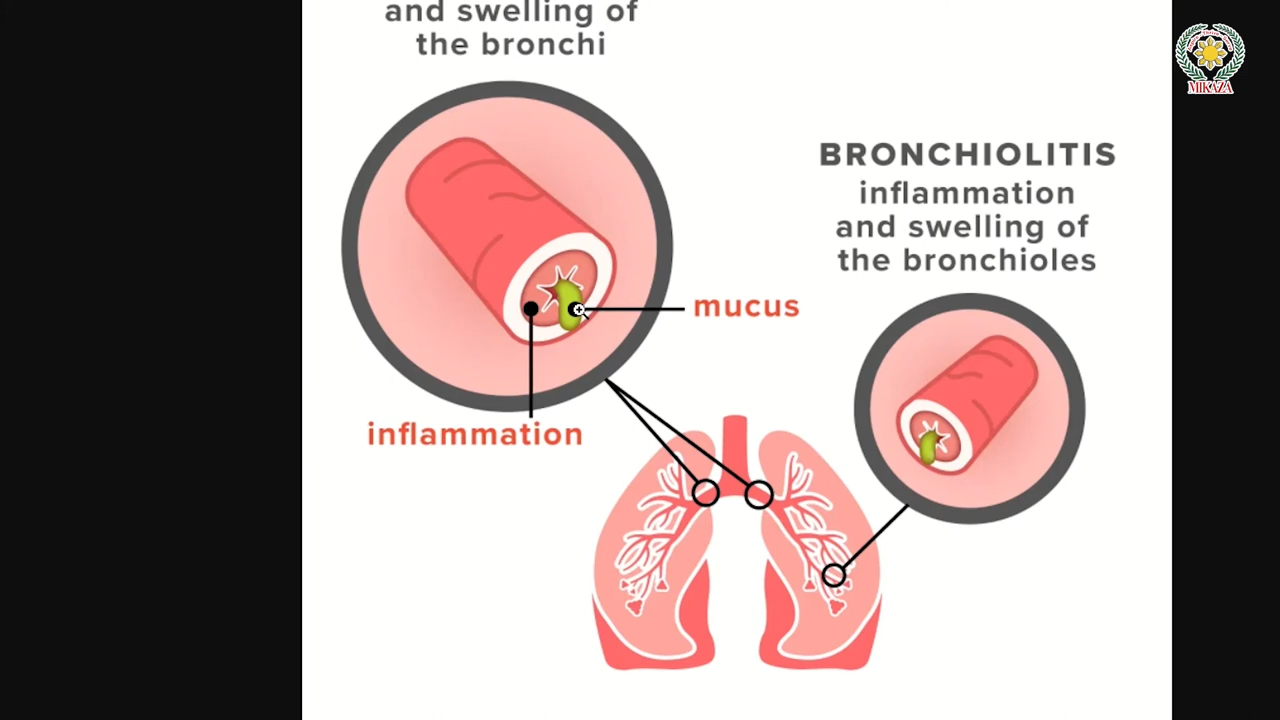 and swelling of
the bronchi
BRONCHIOLITIS
inflammation
and swelling of
the bronchioles
mucus
inflammation
MIKAZA